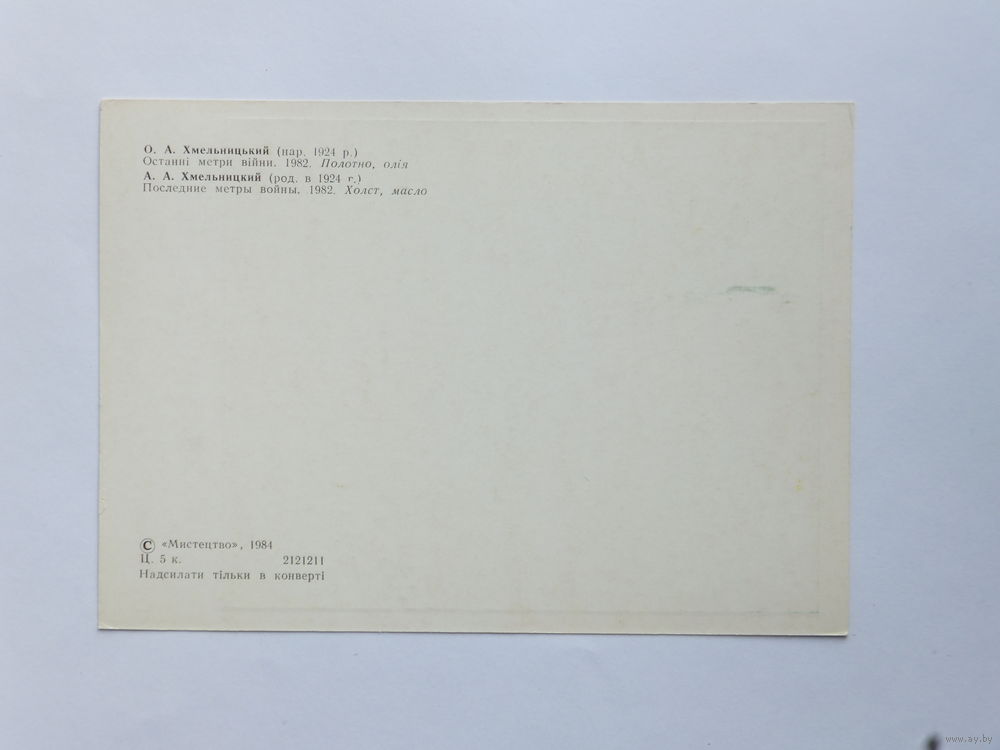 О. А. Хмельницький (нар. 1924 р.)
Останні метри війни. 1982. Полотно, олія
А. А. Хмельницкий (род. в 1924 г.)
Последние метры войны. 1982. Холст, масло
© «Мистецтво», 1984
Ц. 5 к. 2121211
Надсилати тільки в конверті
www.ay.by